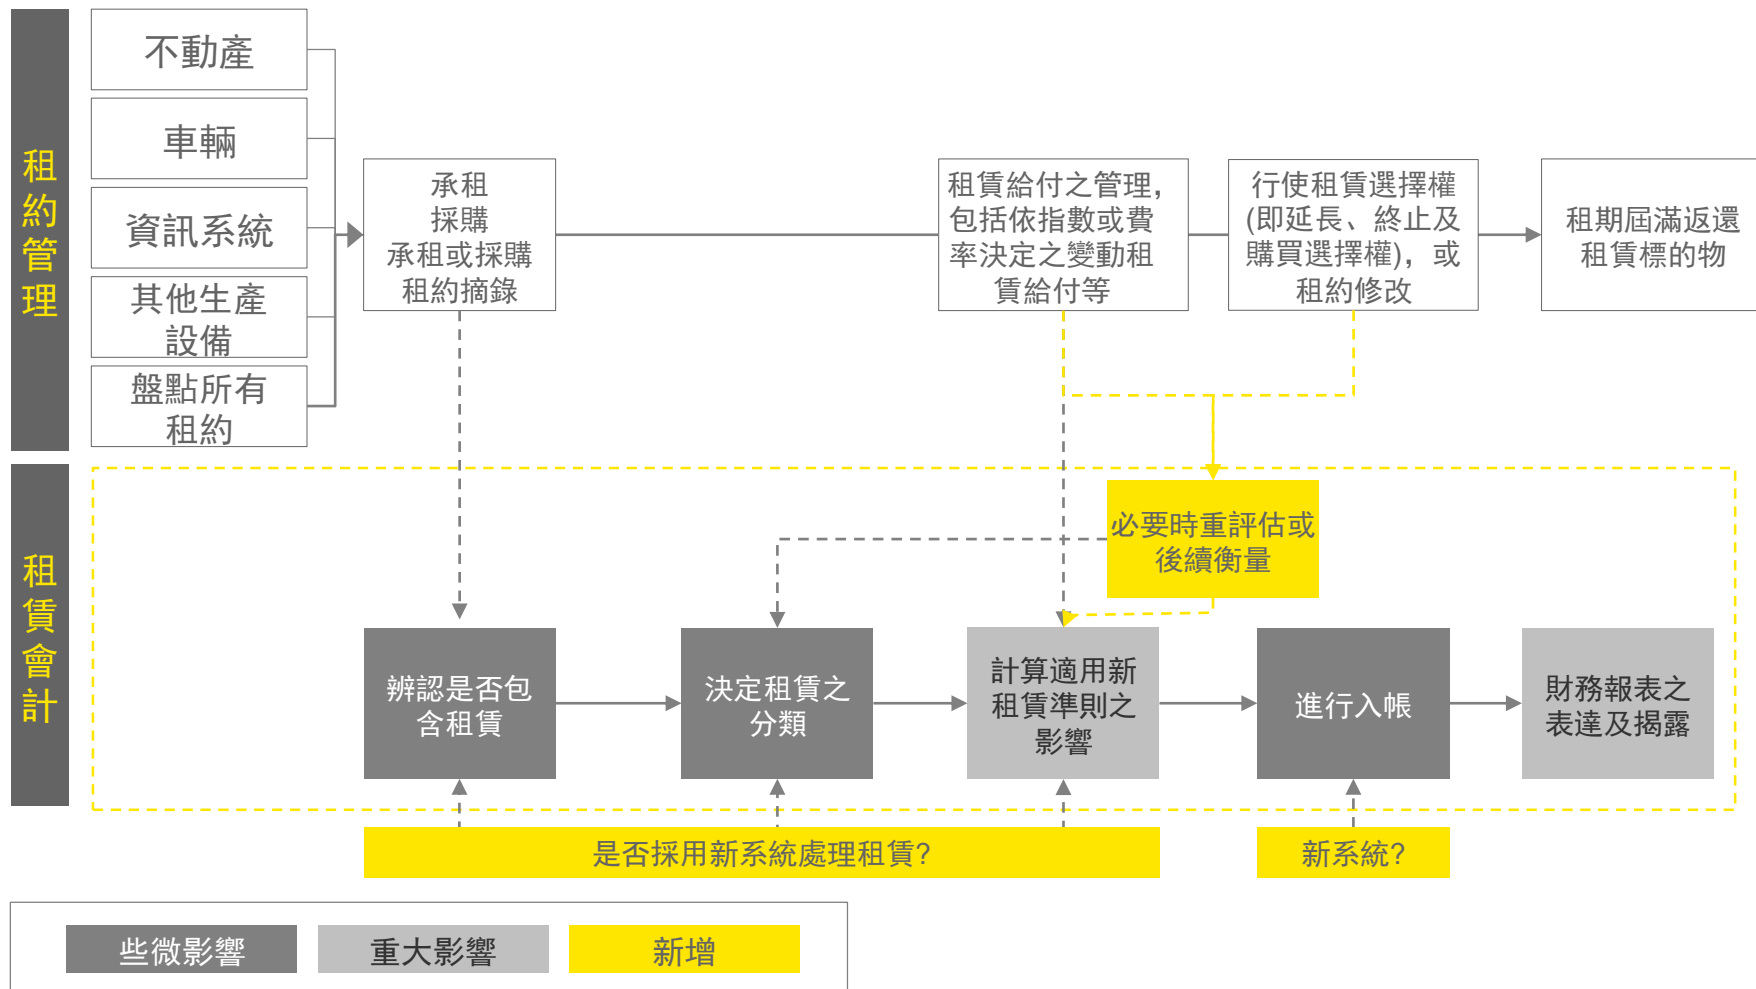 租約管理
不動產
車輛
資訊系統
其他生產
設備
盤點所有
租約
承租
採購
承租或採購
租約摘錄
租賃給付之管理,
包括依指數或費
率決定之變動租
賃給付等
行使租賃選擇權
(即延長、終止及
購買選擇權)，或
租約修改
租期屆滿返還
租賃標的物
租賃會計
必要時重評估或
後續衡量
辨認是否包
含租賃
決定租賃之
分類
計算適用新
租賃準則之
影響
進行入帳
財務報表之
表達及揭露
是否採用新系統處理租賃?
新系統?
些微影響
重大影響
新增